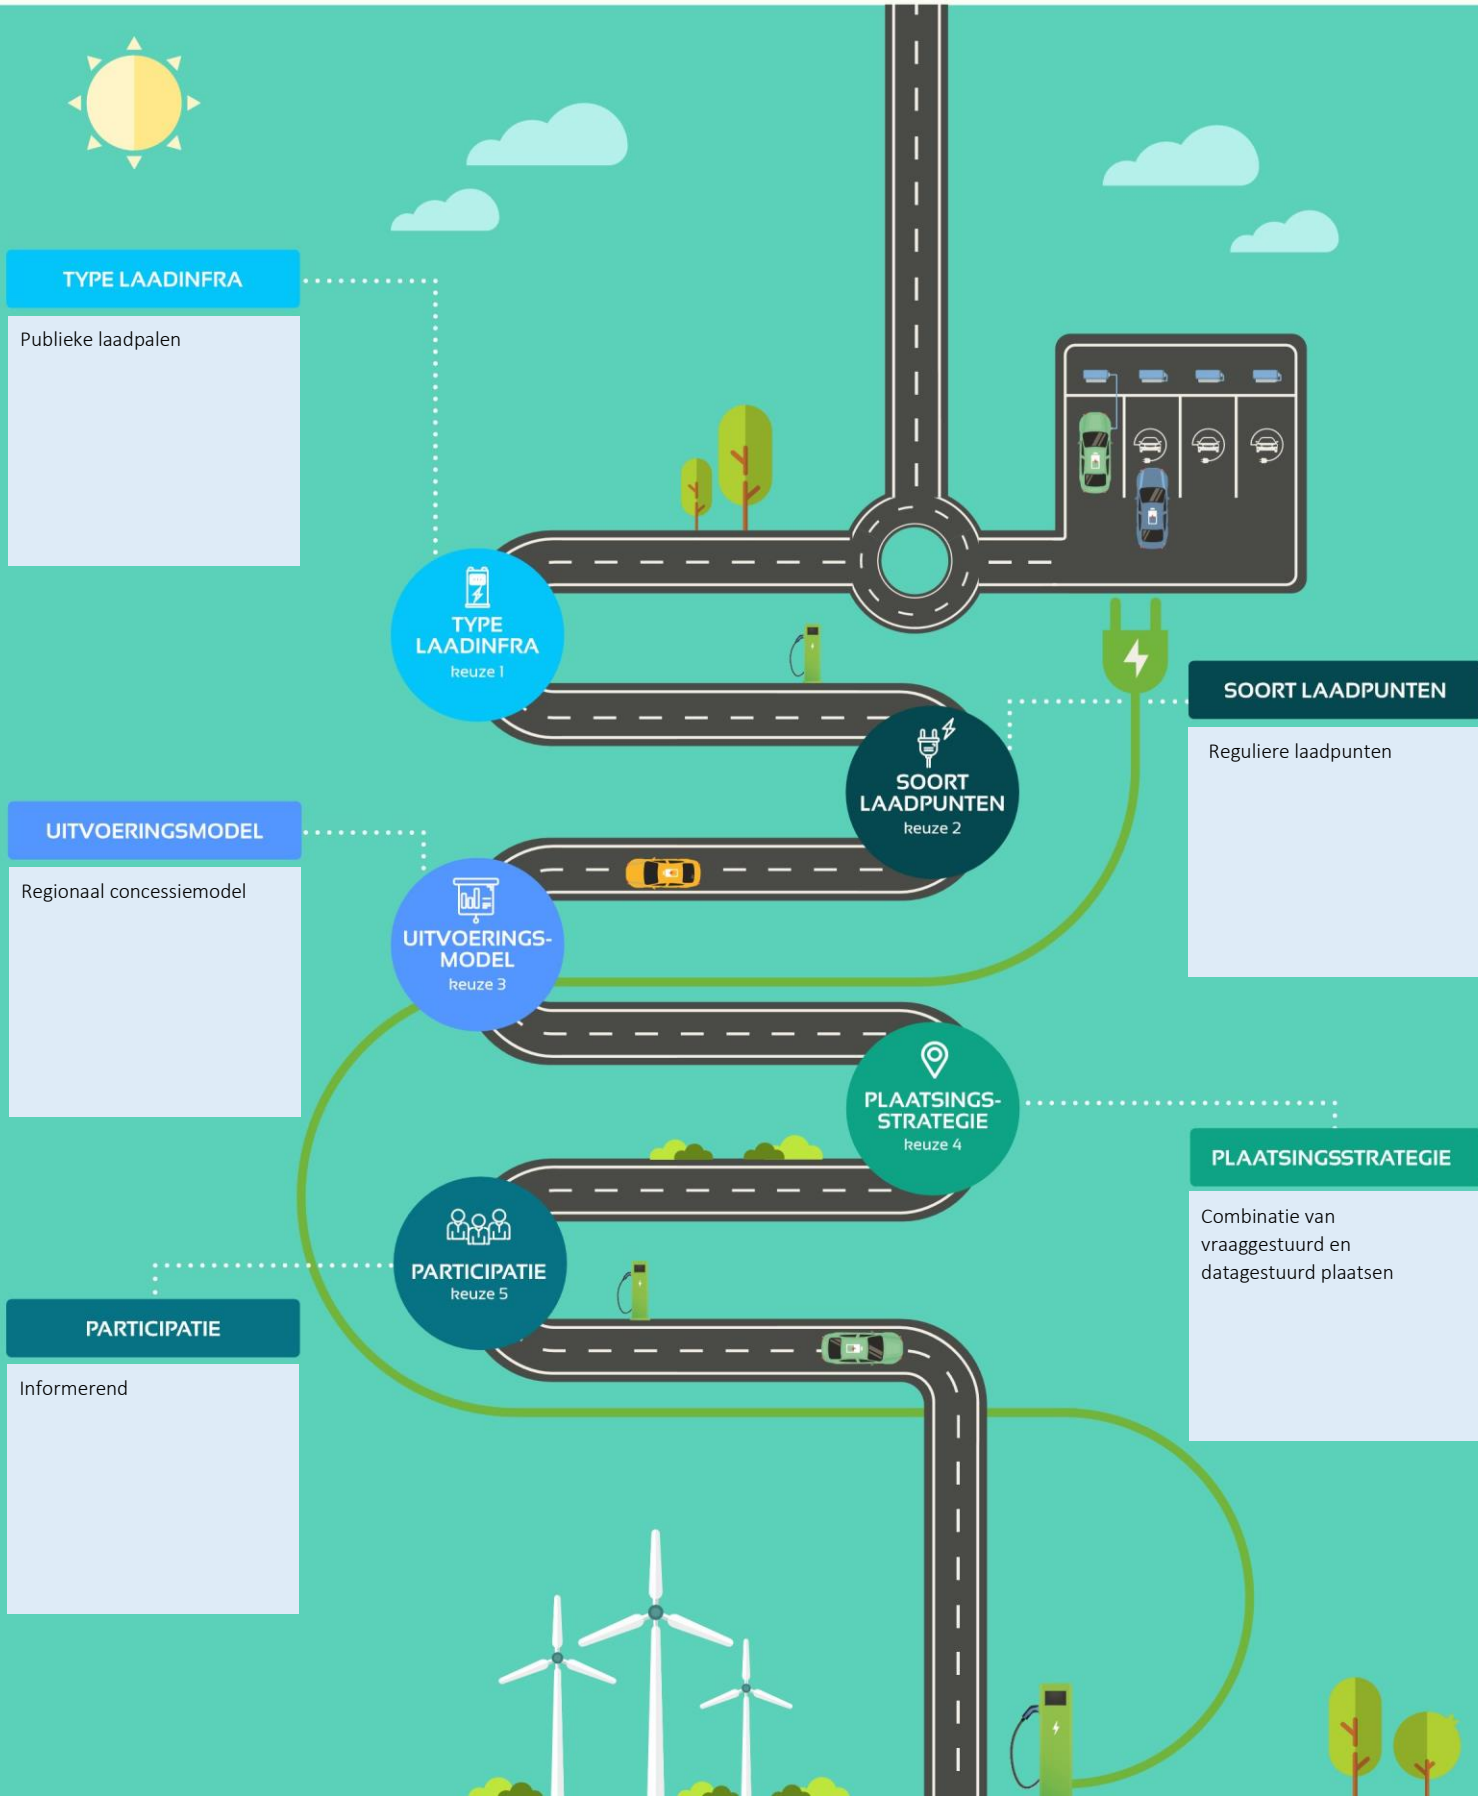 TYPE LAADINFRA
Publieke laadpalen
TYPE
LAADINFRA
keuze 1
SOORT LAADPUNTEN
Reguliere laadpunten
SOORT
LAADPUNTEN
keuze 2
UITVOERINGSMODEL
Regionaal concessiemodel
UITVOERINGS-
MODEL
keuze 3
PLAATSINGS-
STRATEGIE
keuze 4
PLAATSINGSSTRATEGIE
Combinatie van
vraaggestuurd en
datagestuurd plaatsen
PARTICIPATIE
keuze 5
PARTICIPATIE
Informerend